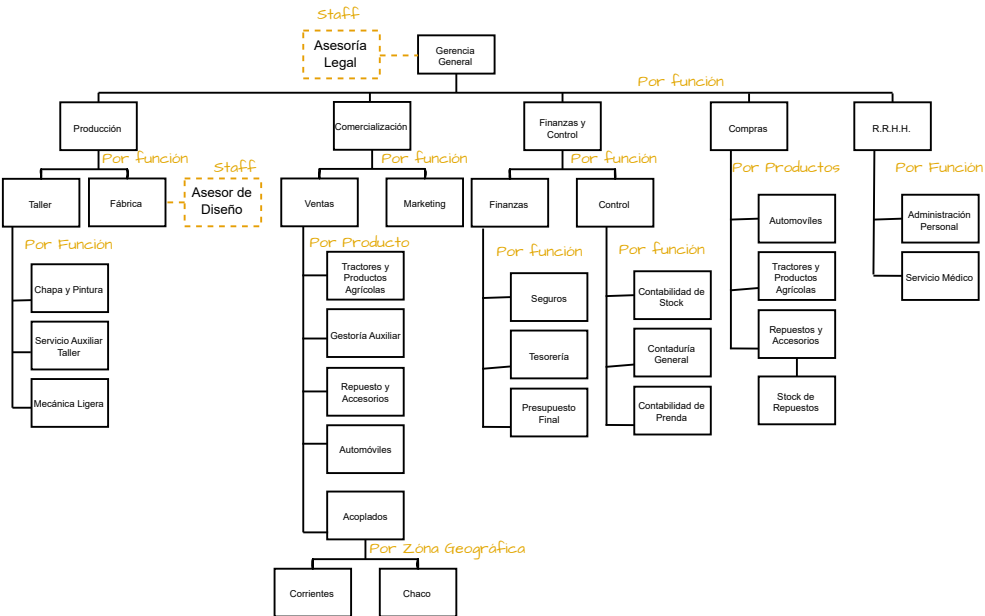 Staff
Asesoría
Legal
Gerencia
General
Por función
Producción
Comercialización
Finanzas y
Control
Compras
R.R.H.H.
Por función
Staff
Por función
Por función
Por Productos
Por Función
Taller
Fábrica
Asesor de
Diseño
Ventas
Marketing
Finanzas
Control
Automovíles
Administración
Personal
Por Función
Por Producto
Por función
Por función
Chapa y Pintura
Servicio Auxiliar
Taller
Mecánica Ligera
Tractores y
Productos
Agrícolas
Gestoría Auxiliar
Repuesto y
Accesorios
Automóviles
Acoplados
Por Zóna Geográfica
Corrientes
Chaco
Seguros
Tesorería
Presupuesto
Final
Contabilidad de
Stock
Contaduría
General
Contabilidad de
Prenda
Tractores y
Productos
Agrícolas
Repuestos y
Accesorios
Stock de
Repuestos
Servicio Médico